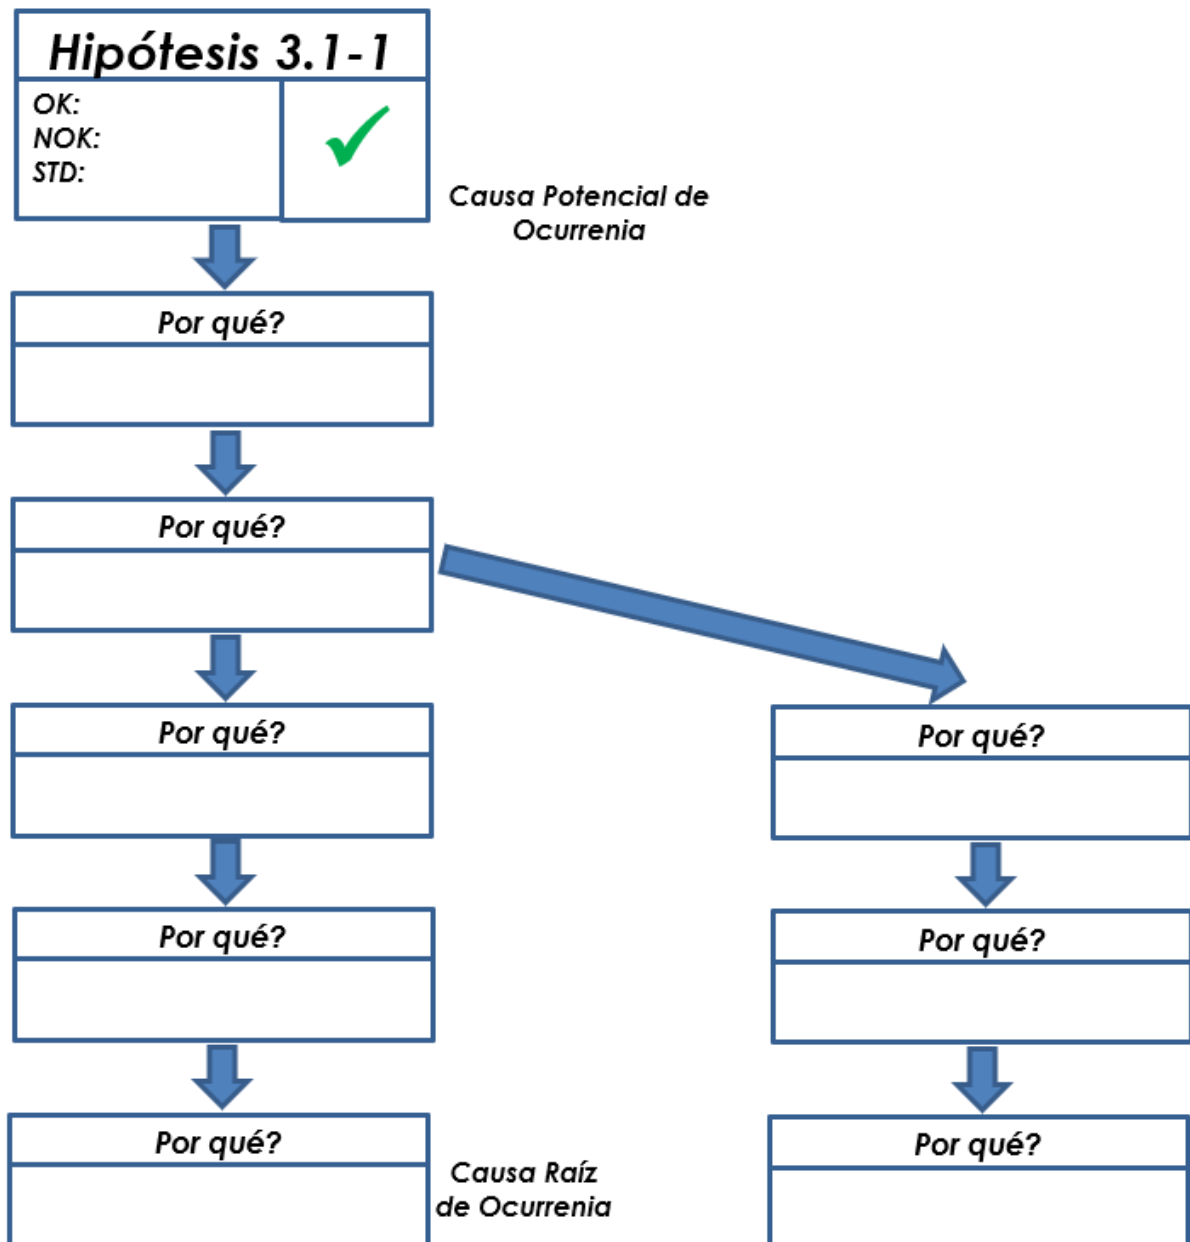 Hipótesis 3.1-1
OK:
NOK:
STD:
Causa Potencial de
Ocurrenia
Por qué?
Por qué?
Por qué?
Por qué?
Por qué?
Por qué?
Por qué?
Causa Raíz
de Ocurrenia
Por qué?